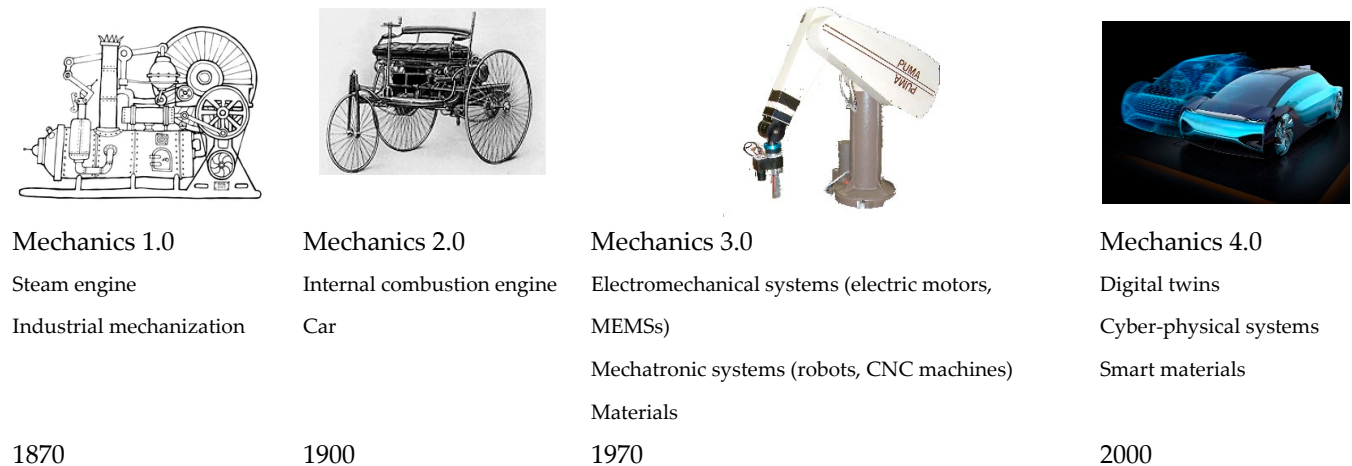 PUMA
PUMA
Mechanics 1.0
Steam engine
Industrial mechanization
1870
Mechanics 2.0
Internal combustion engine
Car
1900
Mechanics 3.0
Electromechanical systems (electric motors,
MEMSs)
Mechatronic systems (robots, CNC machines)
Materials
1970
Mechanics 4.0
Digital twins
Cyber-physical systems
Smart materials
2000